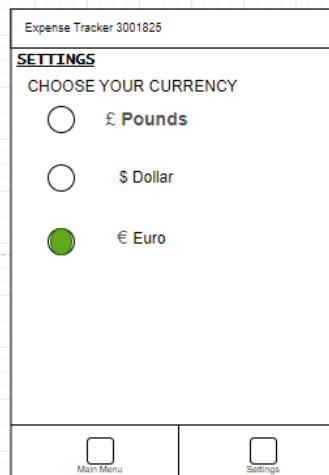 Expense Tracker 3001825
SETTINGS
CHOOSE YOUR CURRENCY
£ Pounds
$ Dollar
€ Euro
Main Menu
Settings